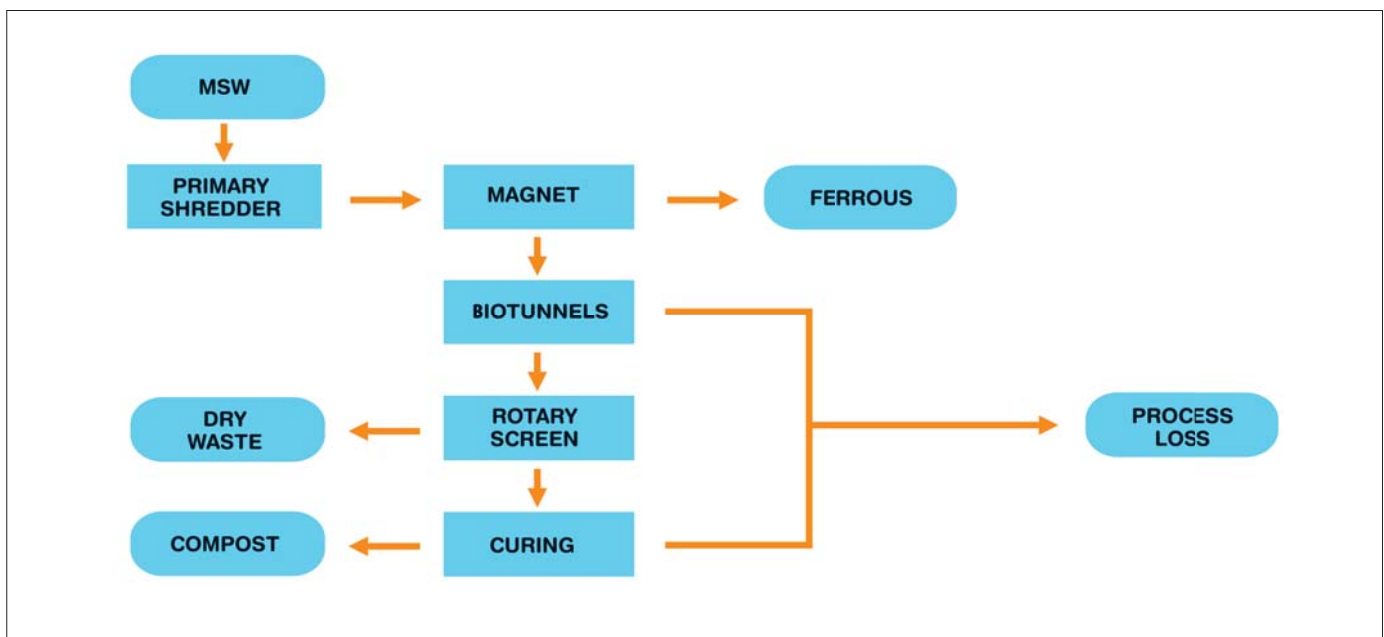 MSW
PRIMARY
SHREDDER
MAGNET
FERROUS
BIOTUNNELS
DRY
WASTE
ROTARY
SCREEN
PROCESS
LOSS
COMPOST
CURING